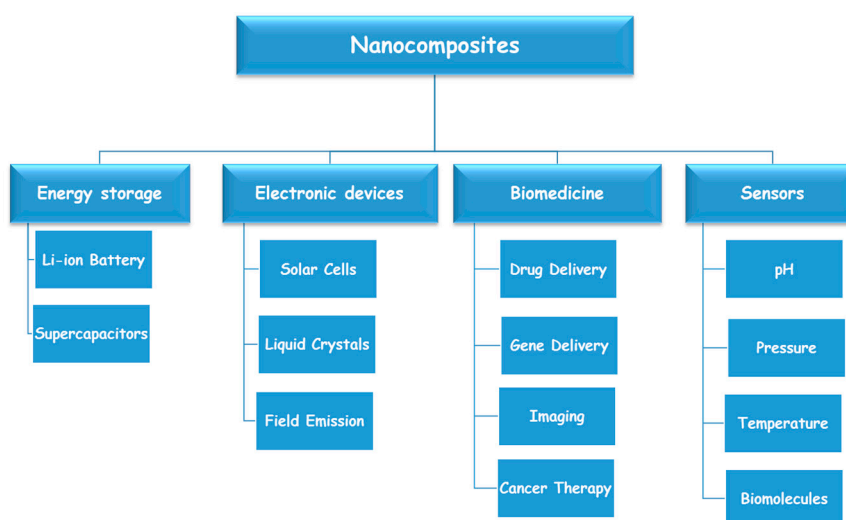 Nanocomposites
Energy storage
Electronic devices
Biomedicine
Sensors
Li-ion Battery
Supercapacitors
Solar Cells
Liquid Crystals
Field Emission
Drug Delivery
Gene Delivery
Imaging
Cancer Therapy
pH
Pressure
Temperature
Biomolecules